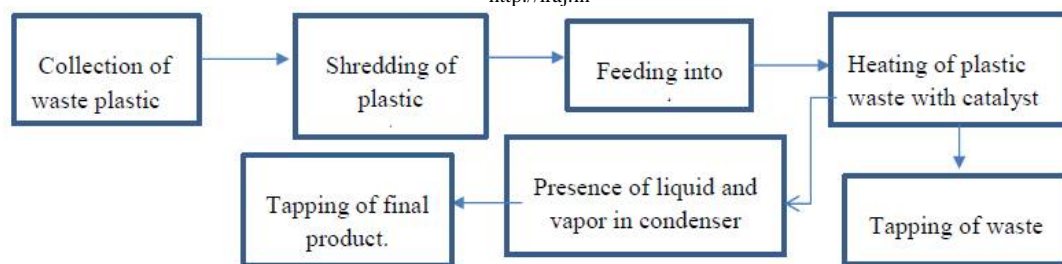 Collection of
waste plastic
Shredding of
plastic
.
Feeding into
.
Heating of plastic
waste with catalyst
Presence of liquid and
vapor in condenser
Tapping of final
product.
Tapping of waste